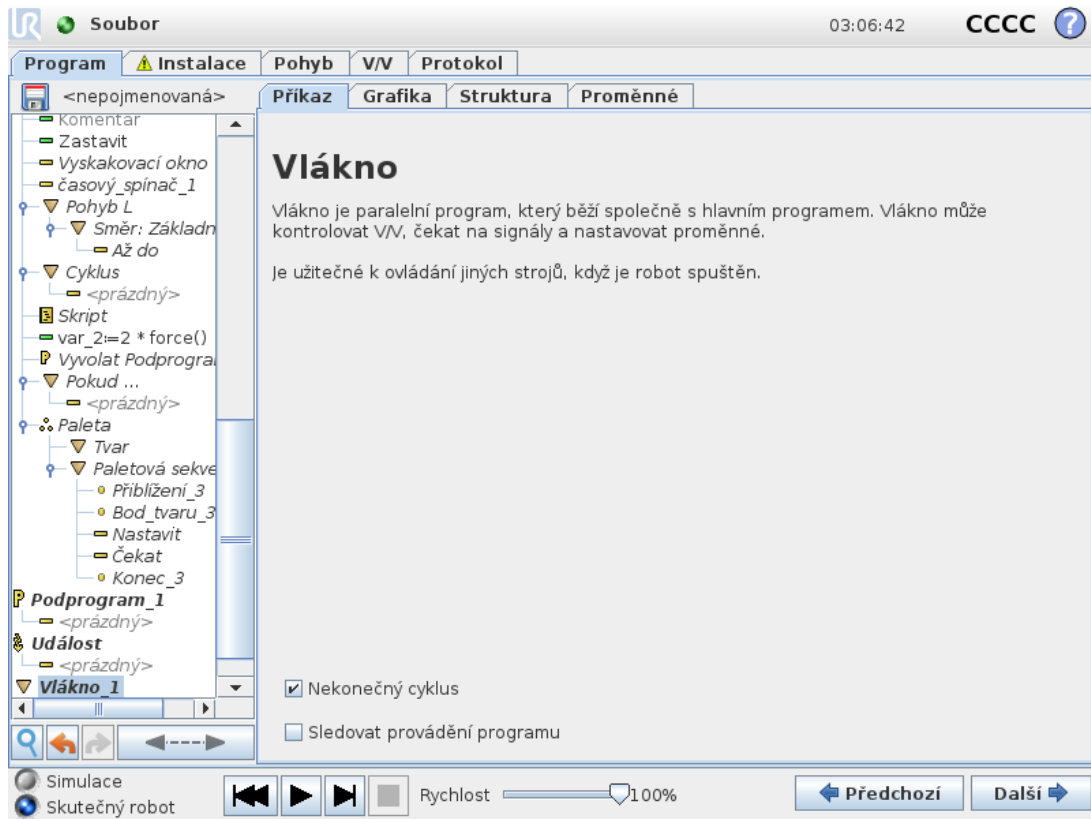 Soubor 03:06:42 CCCC ?
Program Instalace Pohyb V/V Protokol
<nepojmenovaná> Příkaz Grafika Struktura Proměnné
Komentář
Zastavit
Vyskakovací okno
časový_spínač_1
Pohyb L
Směr: Základn
Až do
Cyklus
<prázdný>
Skript
var_2:=2 * force()
Vyvolat Podprogra
Pokud ...
<prázdný>
Paleta
Tvar
Paletová sekve
Přiblížení_3
Bod_tvaru_3
Nastavit
Čekat
Konec_3
Podprogram_1
<prázdný>
Událost
<prázdný>
Vlákno_1
Vlákno
Vlákno je paralelní program, který běží společně s hlavním programem. Vlákno může
kontrolovat V/V, čekat na signály a nastavovat proměnné.
Je užitečné k ovládání jiných strojů, když je robot spuštěn.
Nekonečný cyklus
Sledovat provádění programu
Simulace
Skutečný robot
Rychlost 100%
Předchozí Další